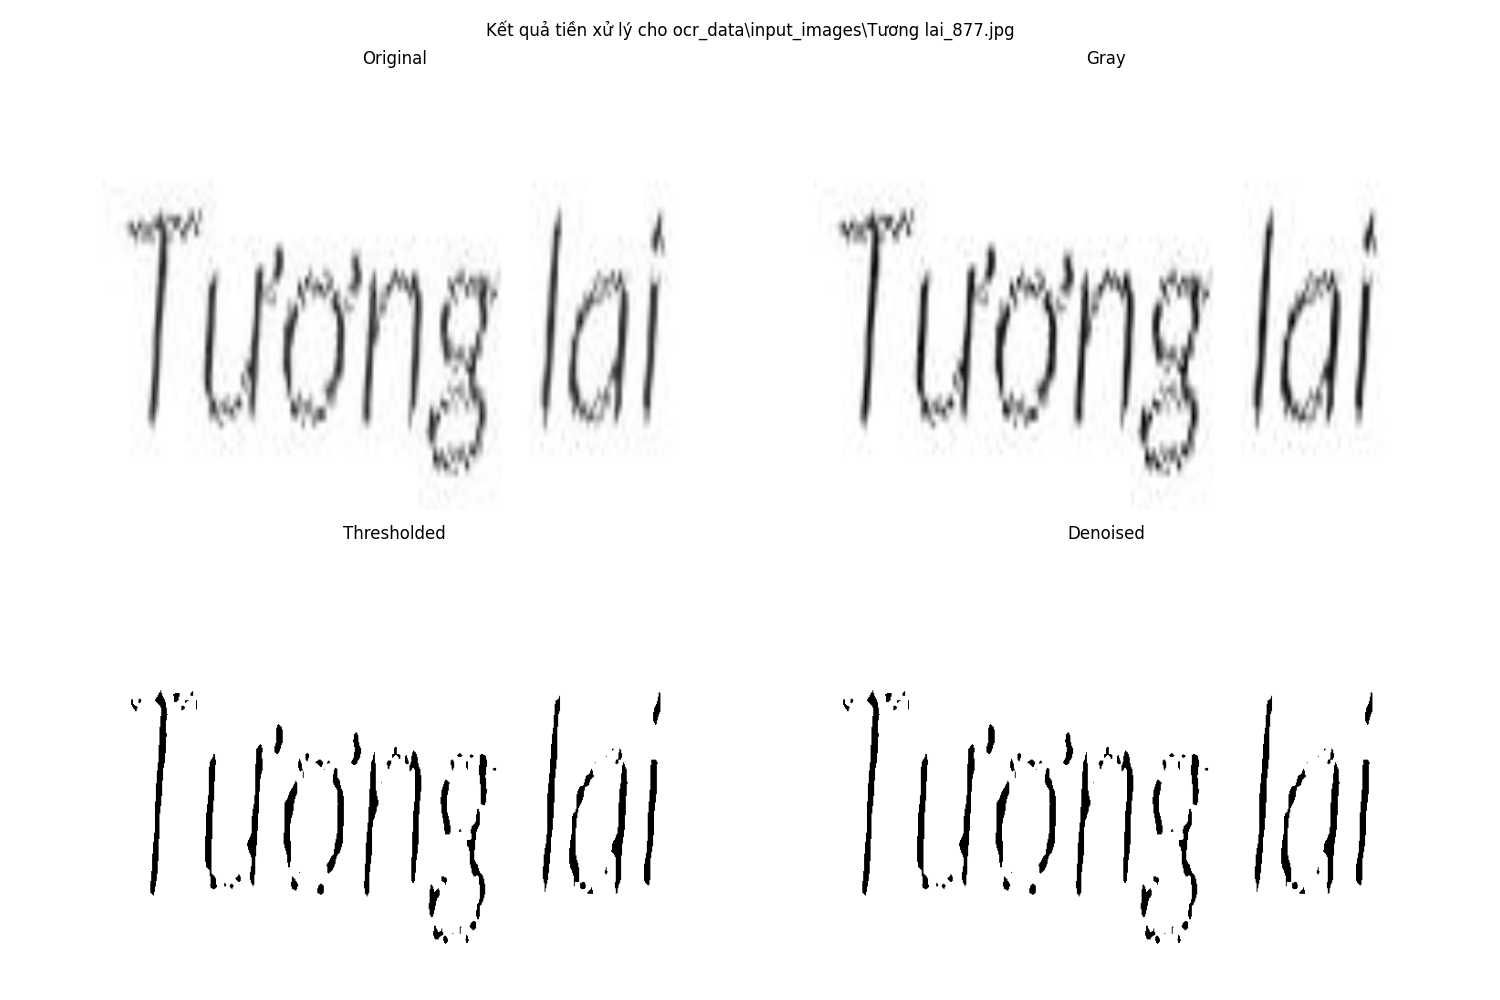 Kết quả tiền xử lý cho ocr_data\input_images\Tương lai_877.jpg
Original
Gray
Tương lai
Tương lai
Thresholded
Denoised
Tương lai
Tương lai